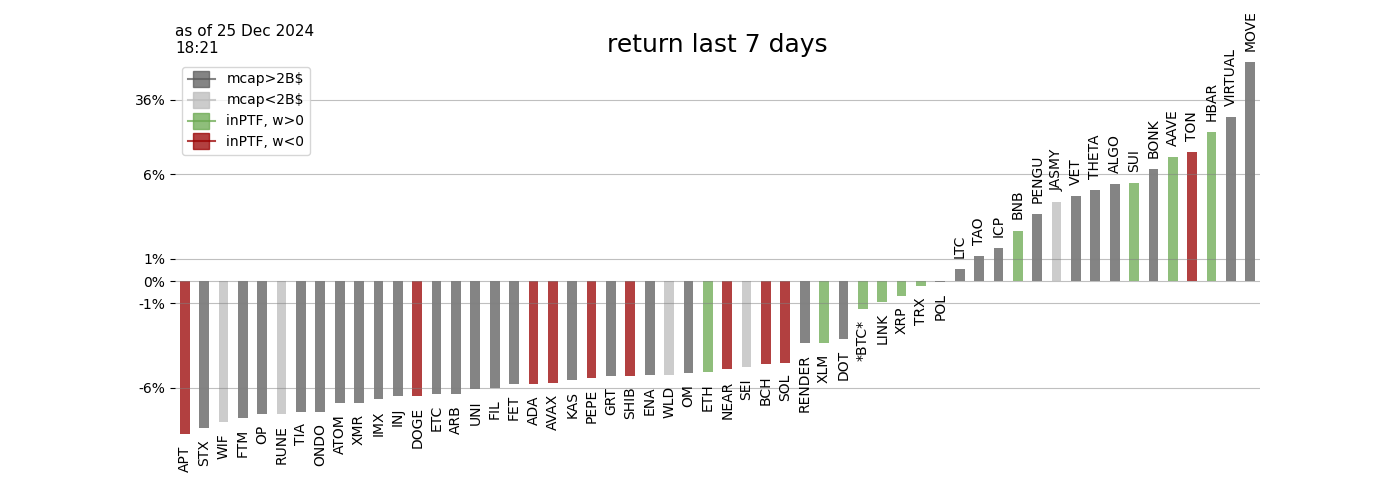 as of 25 Dec 2024
18:21
return last 7 days
mcap>2B$
mcap<2B$
inPTF, w>0
inPTF, w<0
36%
6%
1%
0%
-1%
-6%
APT
STX
WIF
FTM
OP
RUNE
TIA
ONDO
ATOM
XMR
IMX
INJ
DOGE
ETC
ARB
UNI
FIL
FET
ADA
AVAX
KAS
PEPE
GRT
SHIB
ENA
WLD
OM
ETH
NEAR
SEI
BCH
SOL
RENDER
XLM
DOT
*BTC*
LINK
XRP
TRX
POL
LTC
TAO
ICP
BNB
PENGU
JASMY
VET
THETA
ALGO
SUI
BONK
AAVE
TON
HBAR
VIRTUAL
MOVE